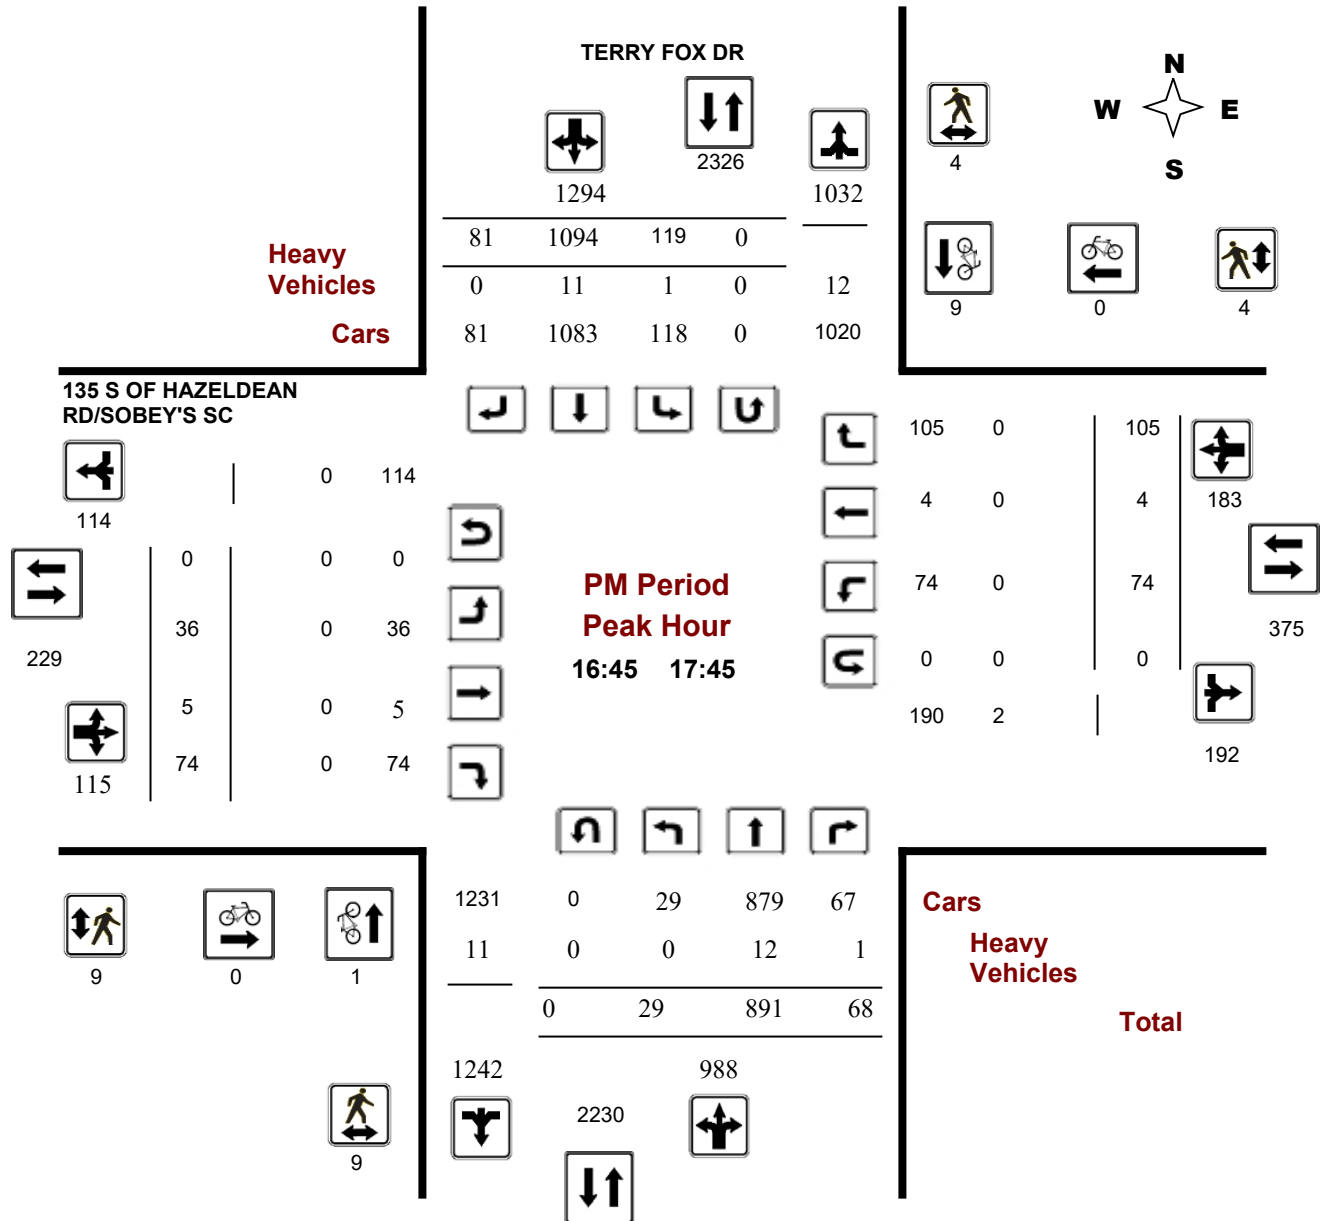 TERRY FOX DR
N
W E
S
2326
4
1294
1032
81 1094 119 0
Heavy
Vehicles
0 11 1 0 12
9 0 4
Cars
81 1083 118 0 1020
135 S OF HAZELDEAN
RD/SOBEY'S SC
105 0 105
0 114
4 0 4 183
114
0 0 0
PM Period
74 0 74
Peak Hour
36 0 36
375
229
16:45 17:45
0 0 0
5 0 5
190 2
192
74 0 74
115
1231 0 29 879 67
Cars
11 0 0 12 1
Heavy
Vehicles
9 0 1
0 29 891 68
Total
1242 988
2230
9